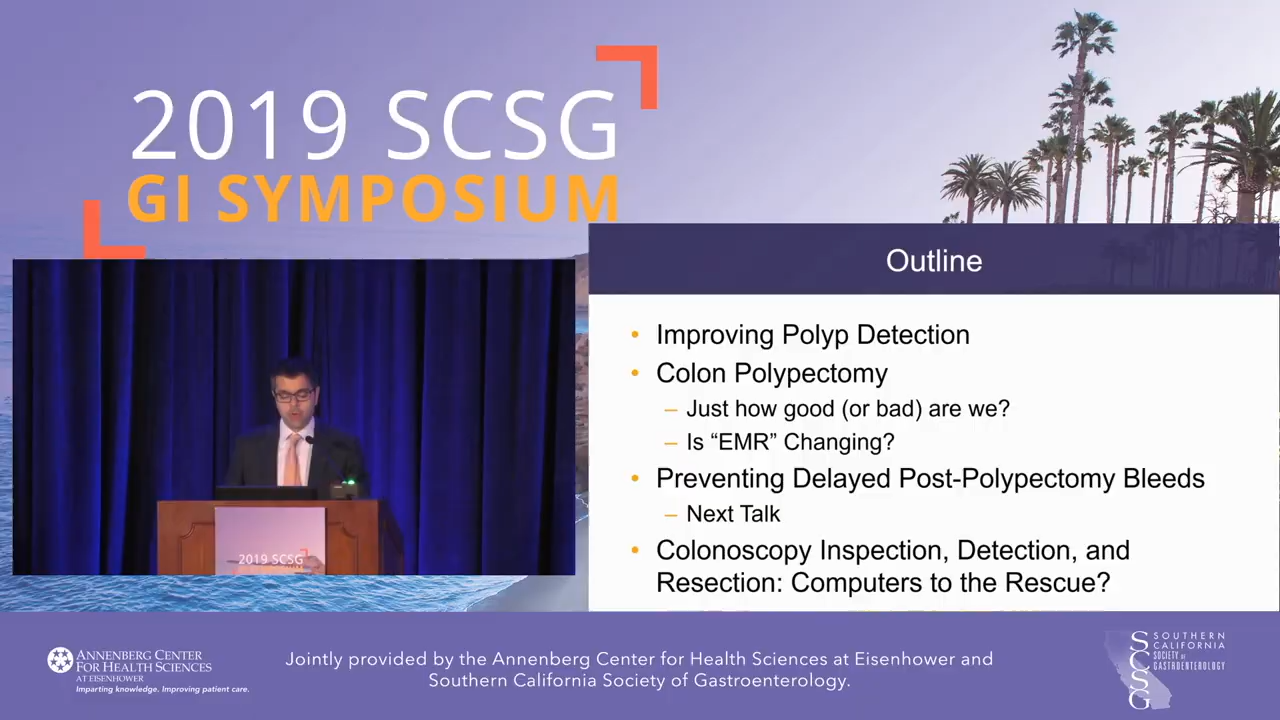 2019 SCSG
GI SYMPOSIUM
Outline
• Improving Polyp Detection
• Colon Polypectomy
– Just how good (or bad) are we?
– Is “EMR” Changing?
• Preventing Delayed Post-Polypectomy Bleeds
– Next Talk
• Colonoscopy Inspection, Detection, and
Resection: Computers to the Rescue?
2019 SCSG
ANNENBERG CENTER
FOR HEALTH SCIENCES
AT EISENHOWER
Imparting knowledge. Improving patient care.
Jointly provided by the Annenberg Center for Health Sciences at Eisenhower and
Southern California Society of Gastroenterology.
SCSG
SOUTHERN
CALIFORNIA
SOCIETY of
GASTROENTEROLOGY